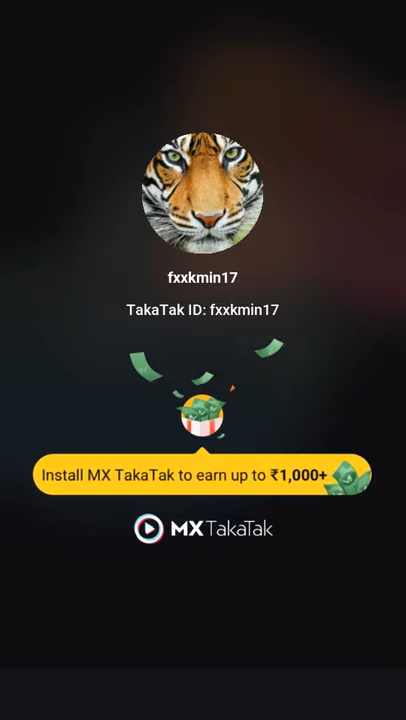 fxxkmin17
TakaTak ID: fxxkmin17
Install MX TakaTak to earn up to ₹1,000+
MX TakaTak